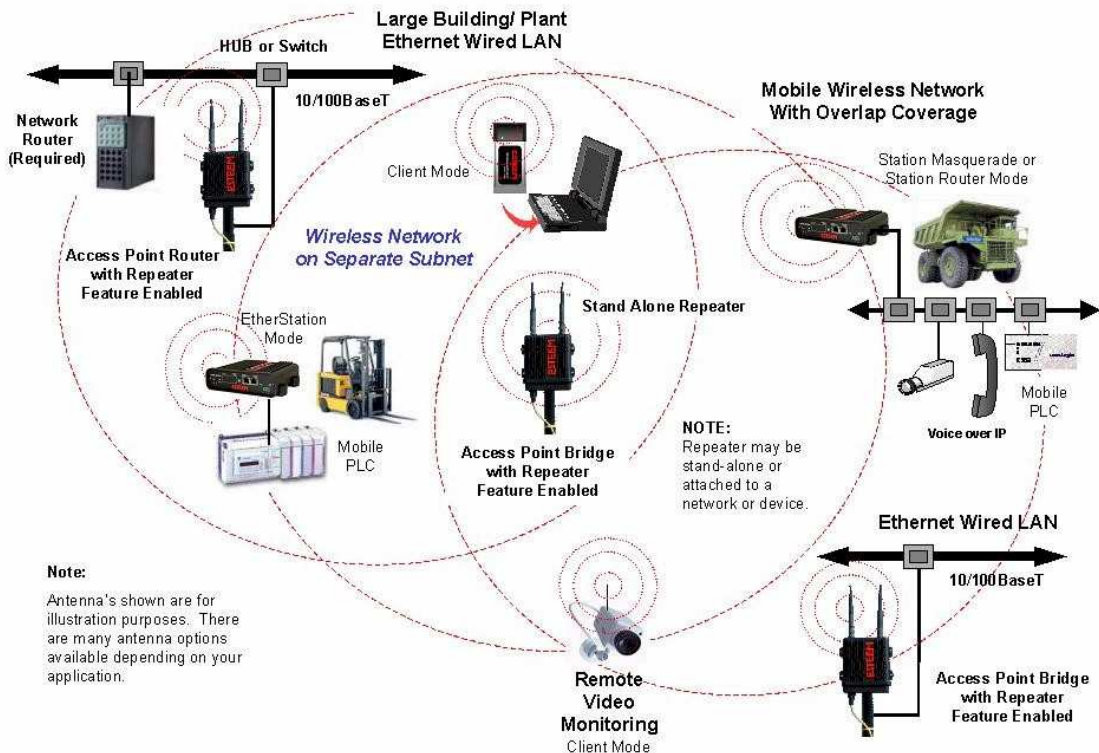 Large Building/ Plant
Ethernet Wired LAN
HUB or Switch
10/100BaseT
Network
Router
(Required)
ESTEEM
Access Point Router
with Repeater
Feature Enabled
Client Mode
Wireless Network
on Separate Subnet
Mobile Wireless Network
With Overlap Coverage
Station Masquerade or
Station Router Mode
Stand Alone Repeater
ESTEEM
Access Point Bridge
with Repeater
Feature Enabled
EtherStation
Mode
Mobile
PLC
NOTE:
Repeater may be
stand-alone or
attached to a
network or device.
Voice over IP
Mobile
PLC
Ethernet Wired LAN
10/100BaseT
ESTEEM
Access Point Bridge
with Repeater
Feature Enabled
Note:
Antenna's shown are for
illustration purposes. There
are many antenna options
available depending on your
application.
Remote
Video
Monitoring
Client Mode